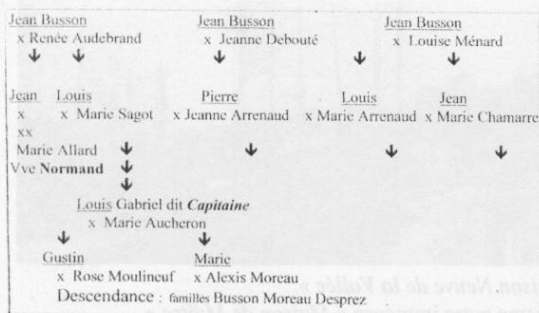 Jean Busson Jean Busson Jean Busson
x Renée Audebrand x Jeanne Debouté x Louise Ménard
Jean Louis Pierre Louis Jean
x x Marie Sagot x Jeanne Arrenaud x Marie Arrenaud x Marie Chamarre
xx
Marie Allard
Vve Normand
Louis Gabriel dit Capitaine
x Marie Aucheron
Gustin Marie
x Rose Moulineuf x Alexis Moreau
Descendance : familles Busson Moreau Desprez